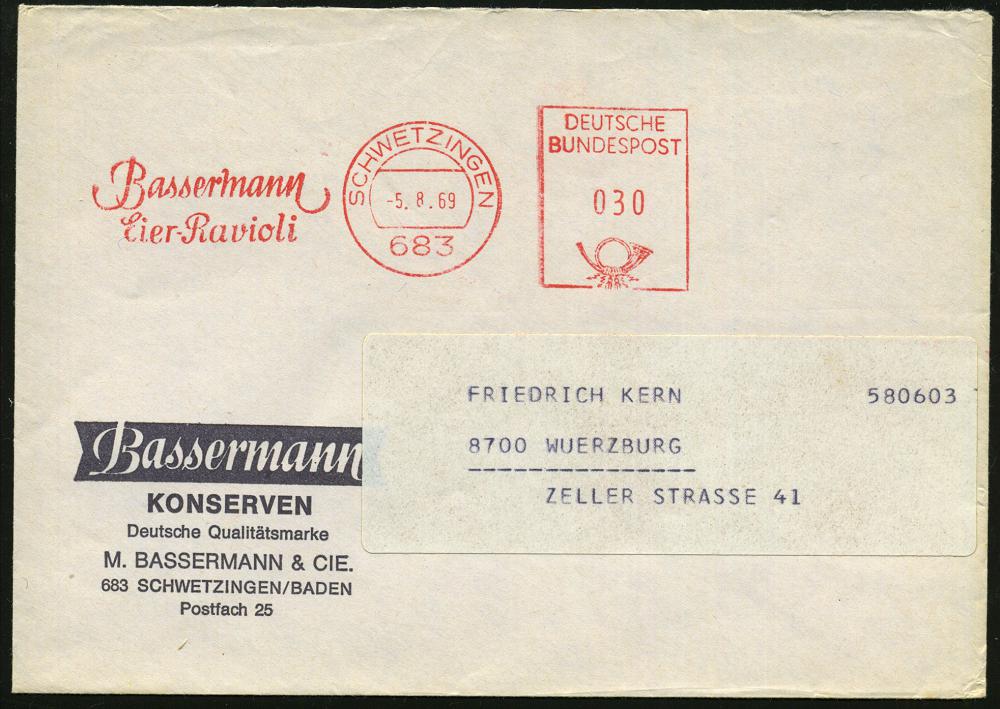 Bassermann
Eier-Ravioli
SCHWETZINGEN
-5. 8. 69
683
DEUTSCHE
BUNDESPOST
030
FRIEDRICH KERN 580603
8700 WUERZBURG
ZELLER STRASSE 41
Bassermann
KONSERVEN
Deutsche Qualitätsmarke
M. BASSERMANN & CIE.
683 SCHWETZINGEN/BADEN
Postfach 25